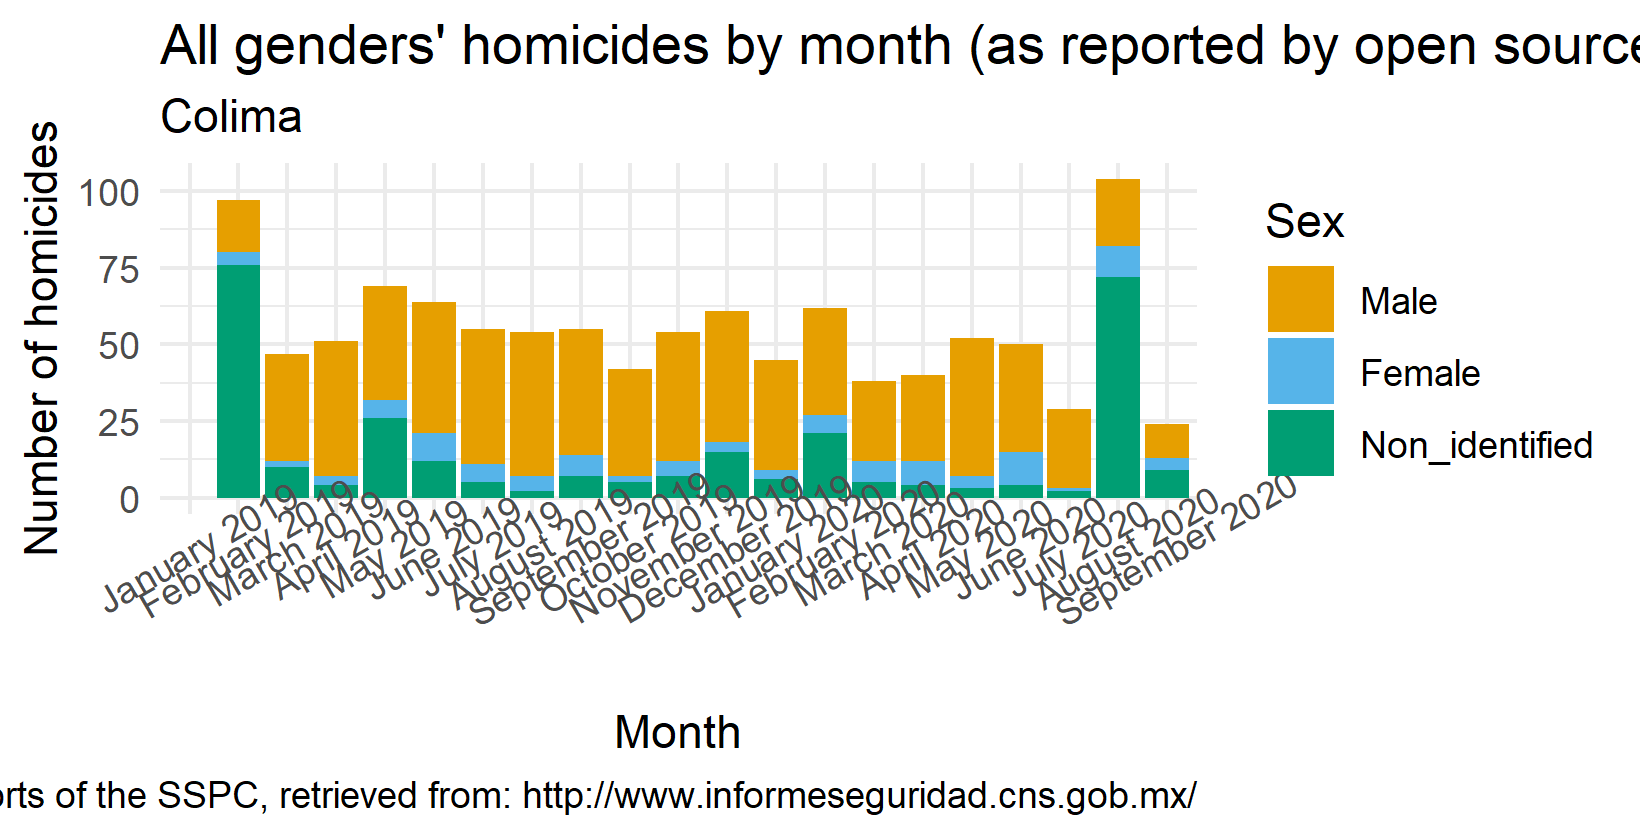 All genders' homicides by month (as reported by open source
Colima
Number of homicides
100
75
50
25
0
January 2019
February 2019
March 2019
April 2019
May 2019
June 2019
July 2019
August 2019
September 2019
October 2019
November 2019
December 2019
January 2020
February 2020
March 2020
April 2020
May 2020
June 2020
July 2020
August 2020
September 2020
Month
Sex
Male
Female
Non_identified
orts of the SSPC, retrieved from: http://www.informeseguridad.cns.gob.mx/